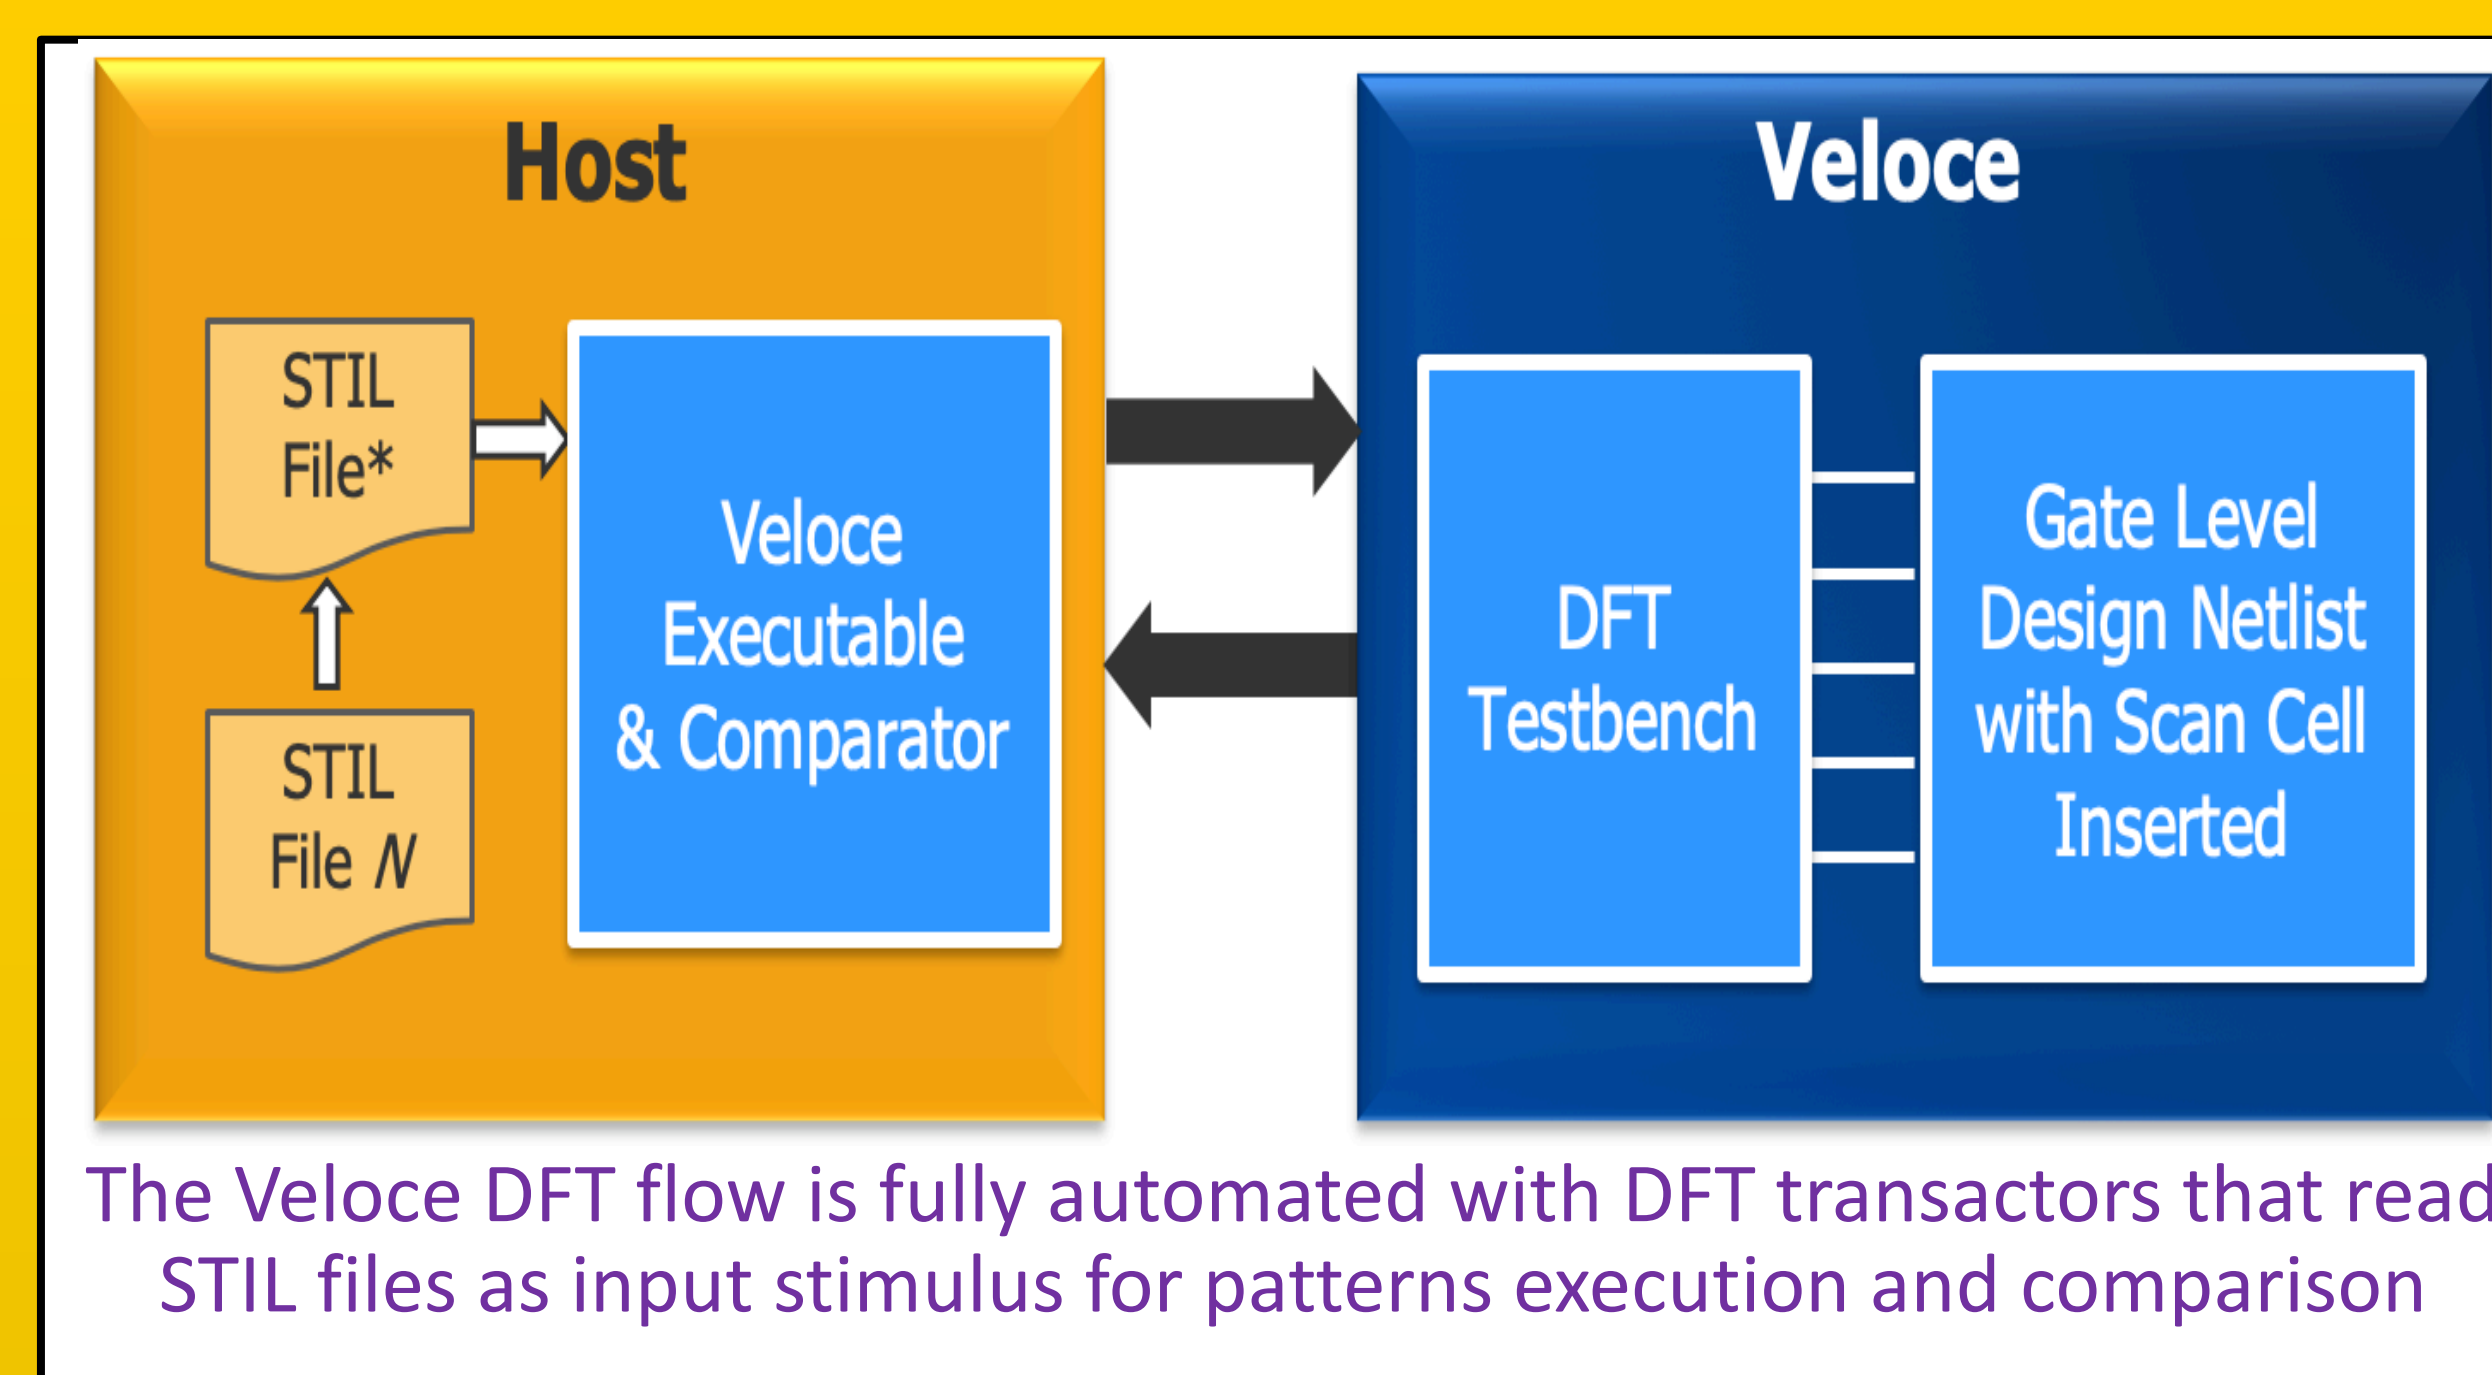 Host
STIL
File*
STIL
File N
Veloce
Executable
& Comparator
Veloce
DFT
Testbench
Gate Level
Design Netlist
with Scan Cell
Inserted
The Veloce DFT flow is fully automated with DFT transactors that read
STIL files as input stimulus for patterns execution and comparison